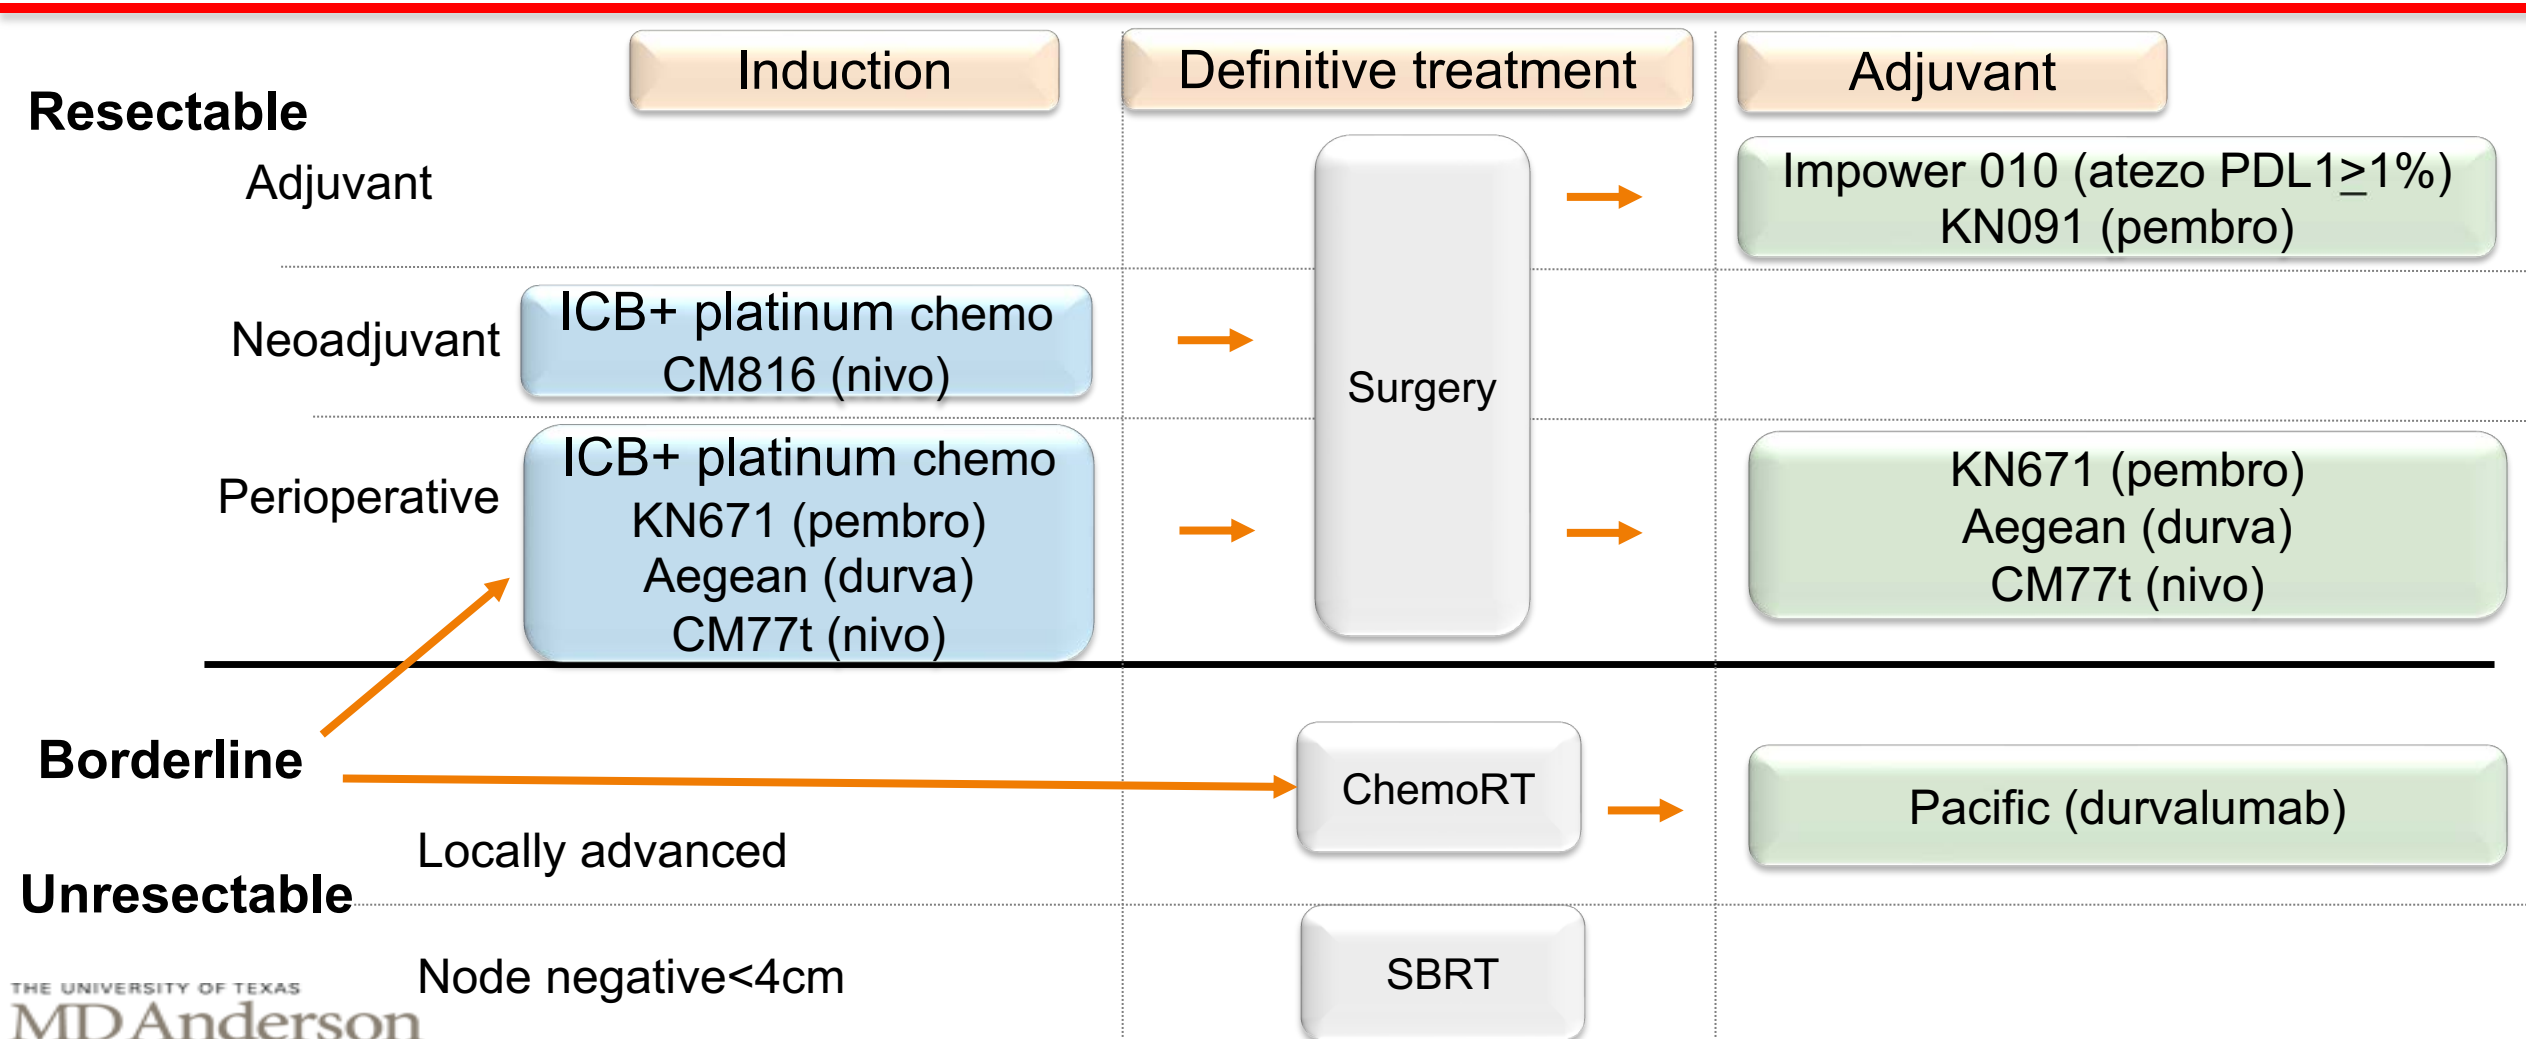 Induction
Definitive treatment
Adjuvant
Resectable
Adjuvant
Impower 010 (atezo PDL1≥1%)
KN091 (pembro)
Neoadjuvant
ICB+ platinum chemo
CM816 (nivo)
Surgery
Perioperative
ICB+ platinum chemo
KN671 (pembro)
Aegean (durva)
CM77t (nivo)
KN671 (pembro)
Aegean (durva)
CM77t (nivo)
Borderline
ChemoRT
Pacific (durvalumab)
Locally advanced
Unresectable
Node negative<4cm
SBRT
THE UNIVERSITY OF TEXAS
MD Anderson